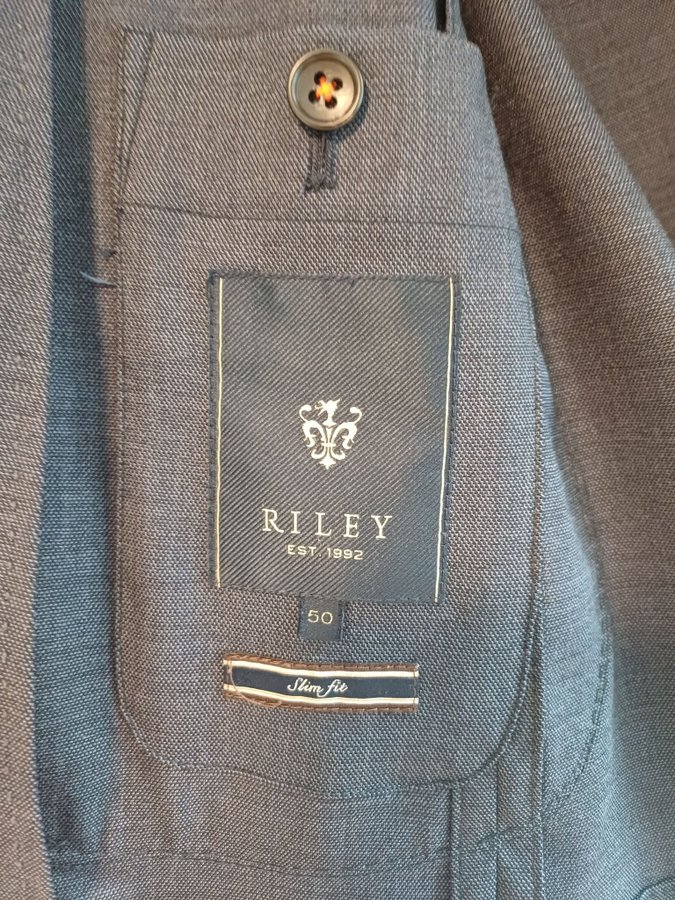 RILEY
EST. 1992
50
Slim fit